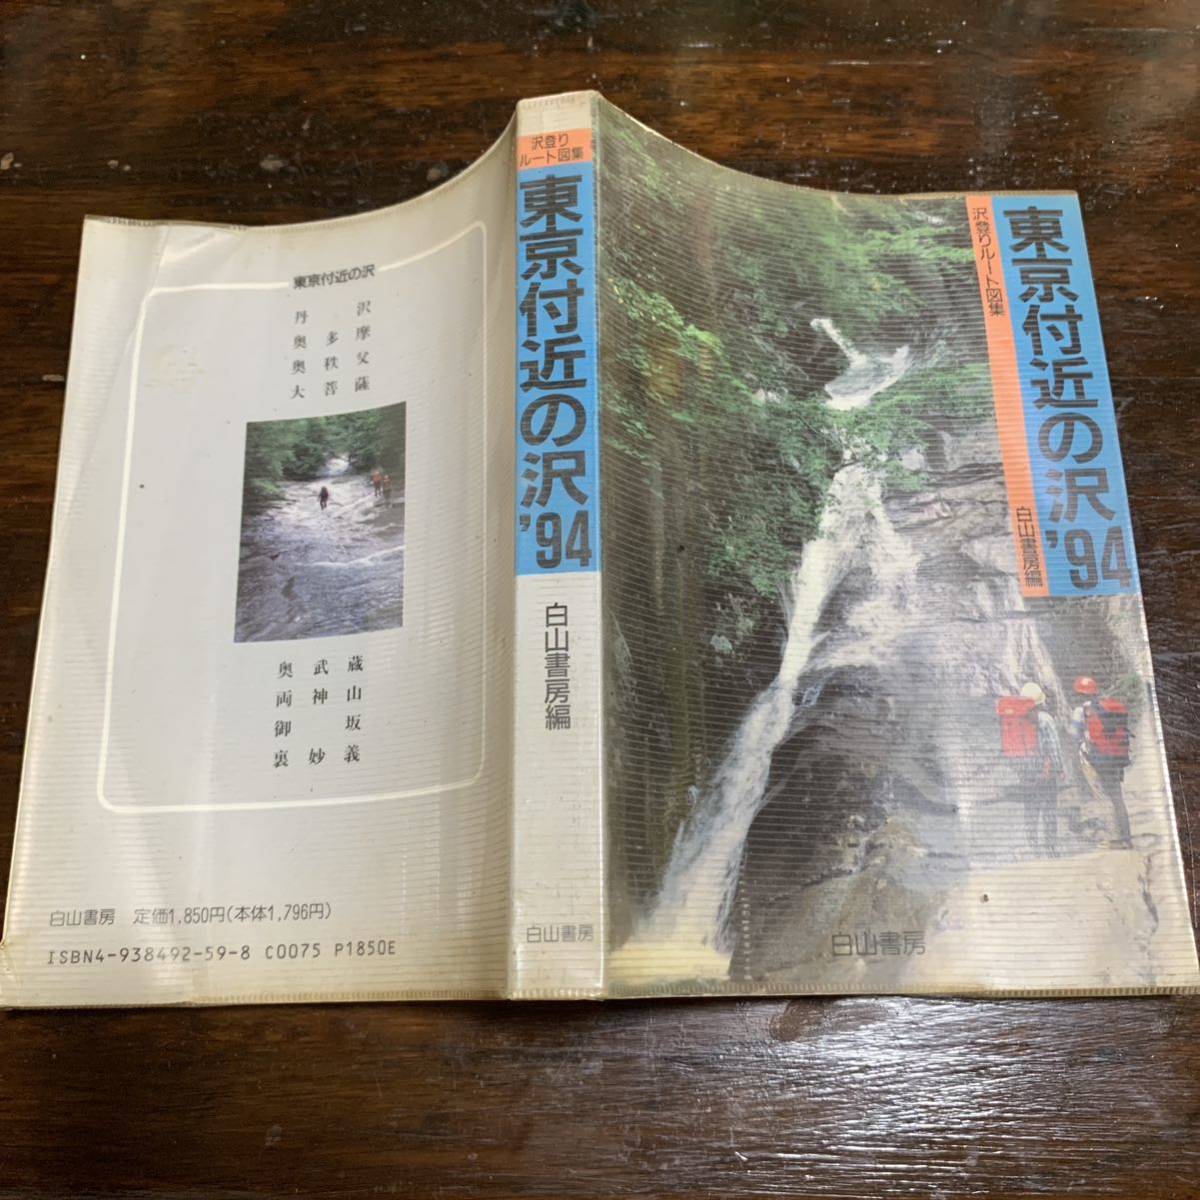 東京付近の沢
丹沢
奥多摩
奥秩父
大菩薩
奥武蔵
両神山
御坂
裏妙義
白山書房 定価1,850円(本体1,796円)
ISBN4-938492-59-8 C0075 P1850E
沢登り
ルート図集
東京付近の沢'94
白山書房編
白山書房
東京付近の沢'94
沢登りルート図集
白山書房編
白山書房